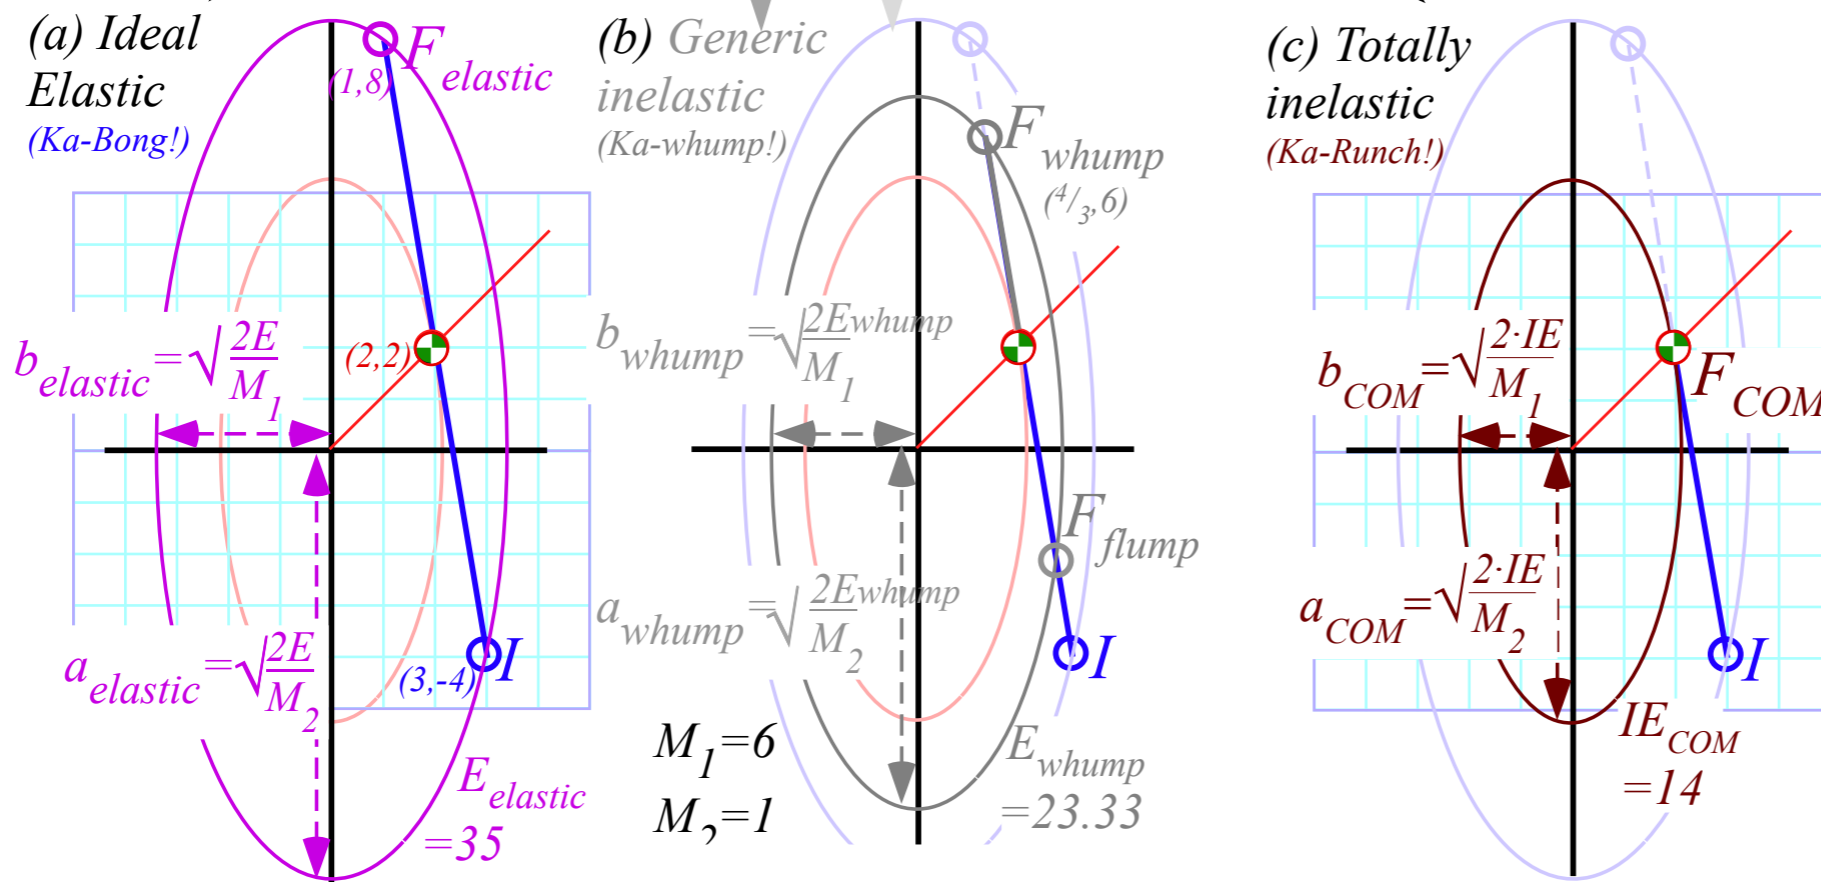 (a) Ideal
Elastic
(Ka-Bong!)
F elastic
(1,8)
b elastic = √ 2E / M1
(2,2)
a elastic = √ 2E / M2
(3,-4) I
E elastic
=35
(b) Generic
inelastic
(Ka-whump!)
F whump
(4/3,6)
b whump = √ 2Ewhump / M1
F flump
a whump = √ 2Ewhump / M2
I
M1=6
M2=1
E whump
=23.33
(c) Totally
inelastic
(Ka-Runch!)
b COM = √ 2·IE / M1
F COM
a COM = √ 2·IE / M2
I
IE COM
=14